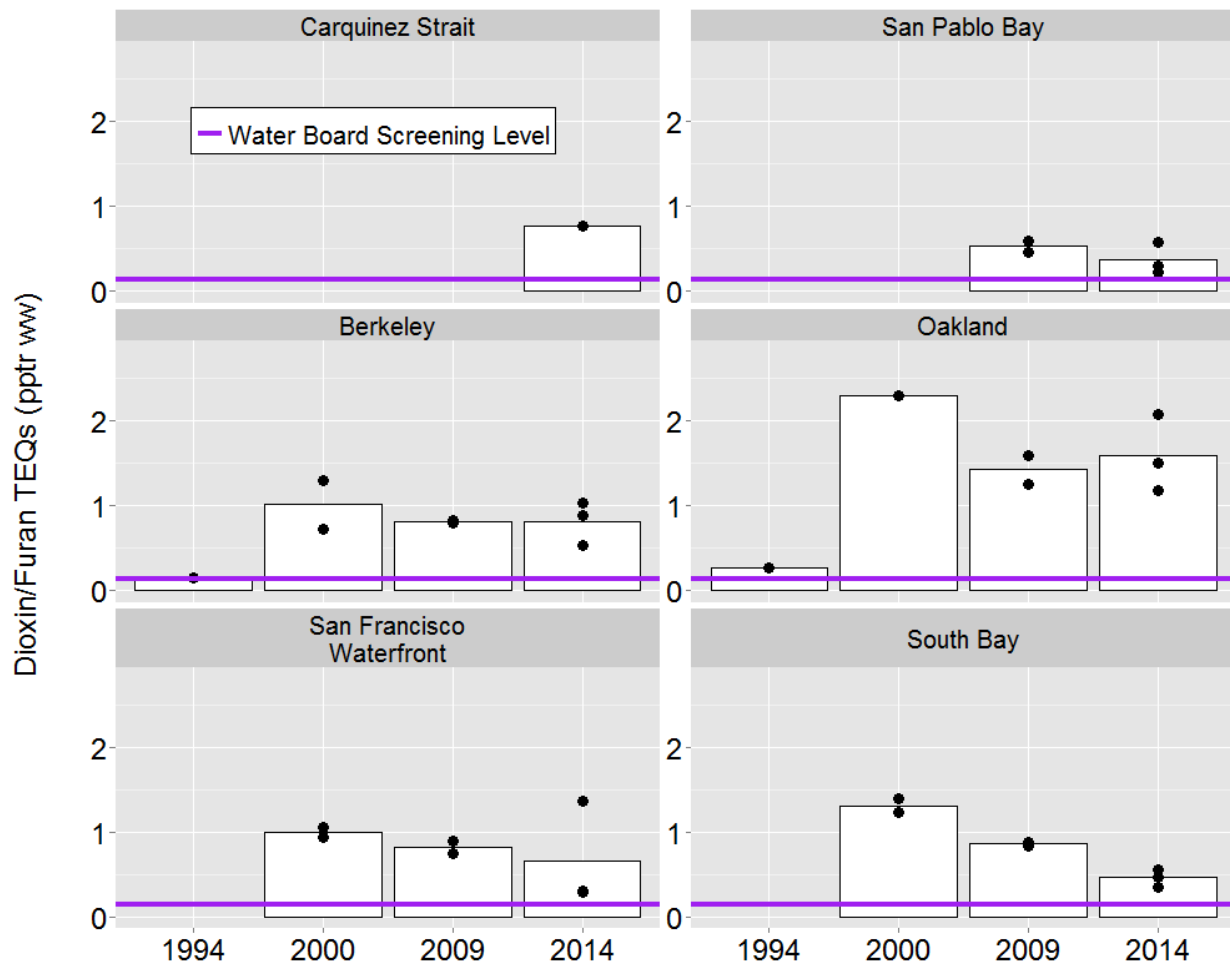 Carquinez Strait
San Pablo Bay
2
1
0
Water Board Screening Level
2
1
0
Dioxin/Furan TEQs (pptr ww)
Berkeley
Oakland
2
1
0
2
1
0
San Francisco
Waterfront
South Bay
2
1
0
2
1
0
1994 2000 2009 2014
1994 2000 2009 2014